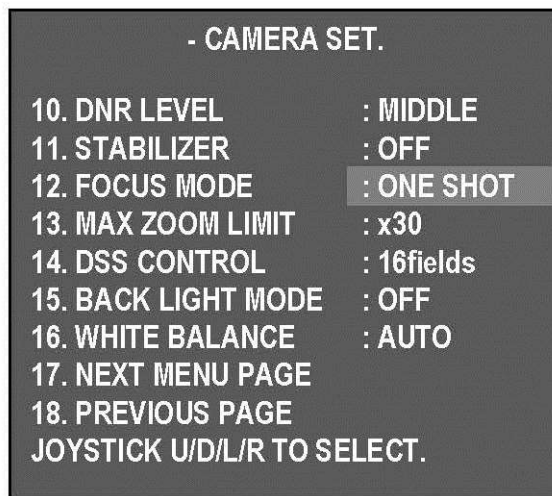 - CAMERA SET.
10. DNR LEVEL : MIDDLE
11. STABILIZER : OFF
12. FOCUS MODE : ONE SHOT
13. MAX ZOOM LIMIT : x30
14. DSS CONTROL : 16fields
15. BACK LIGHT MODE : OFF
16. WHITE BALANCE : AUTO
17. NEXT MENU PAGE
18. PREVIOUS PAGE
JOYSTICK U/D/L/R TO SELECT.